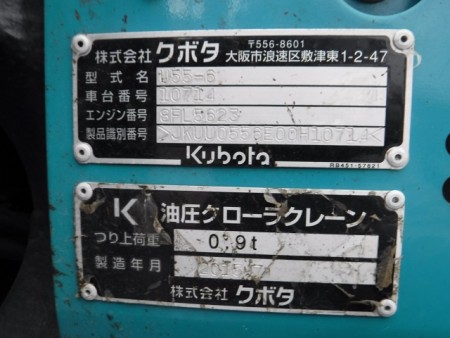 株式会社 クボタ
〒556-8601
大阪市浪速区敷津東1-2-47
型式名 U55-6
車台番号 10714
エンジン番号
製品識別番号
Kubota
RB431-57821
K 油圧クローラクレーン
つり上荷重 0.9t
製造年月
株式会社 クボタ